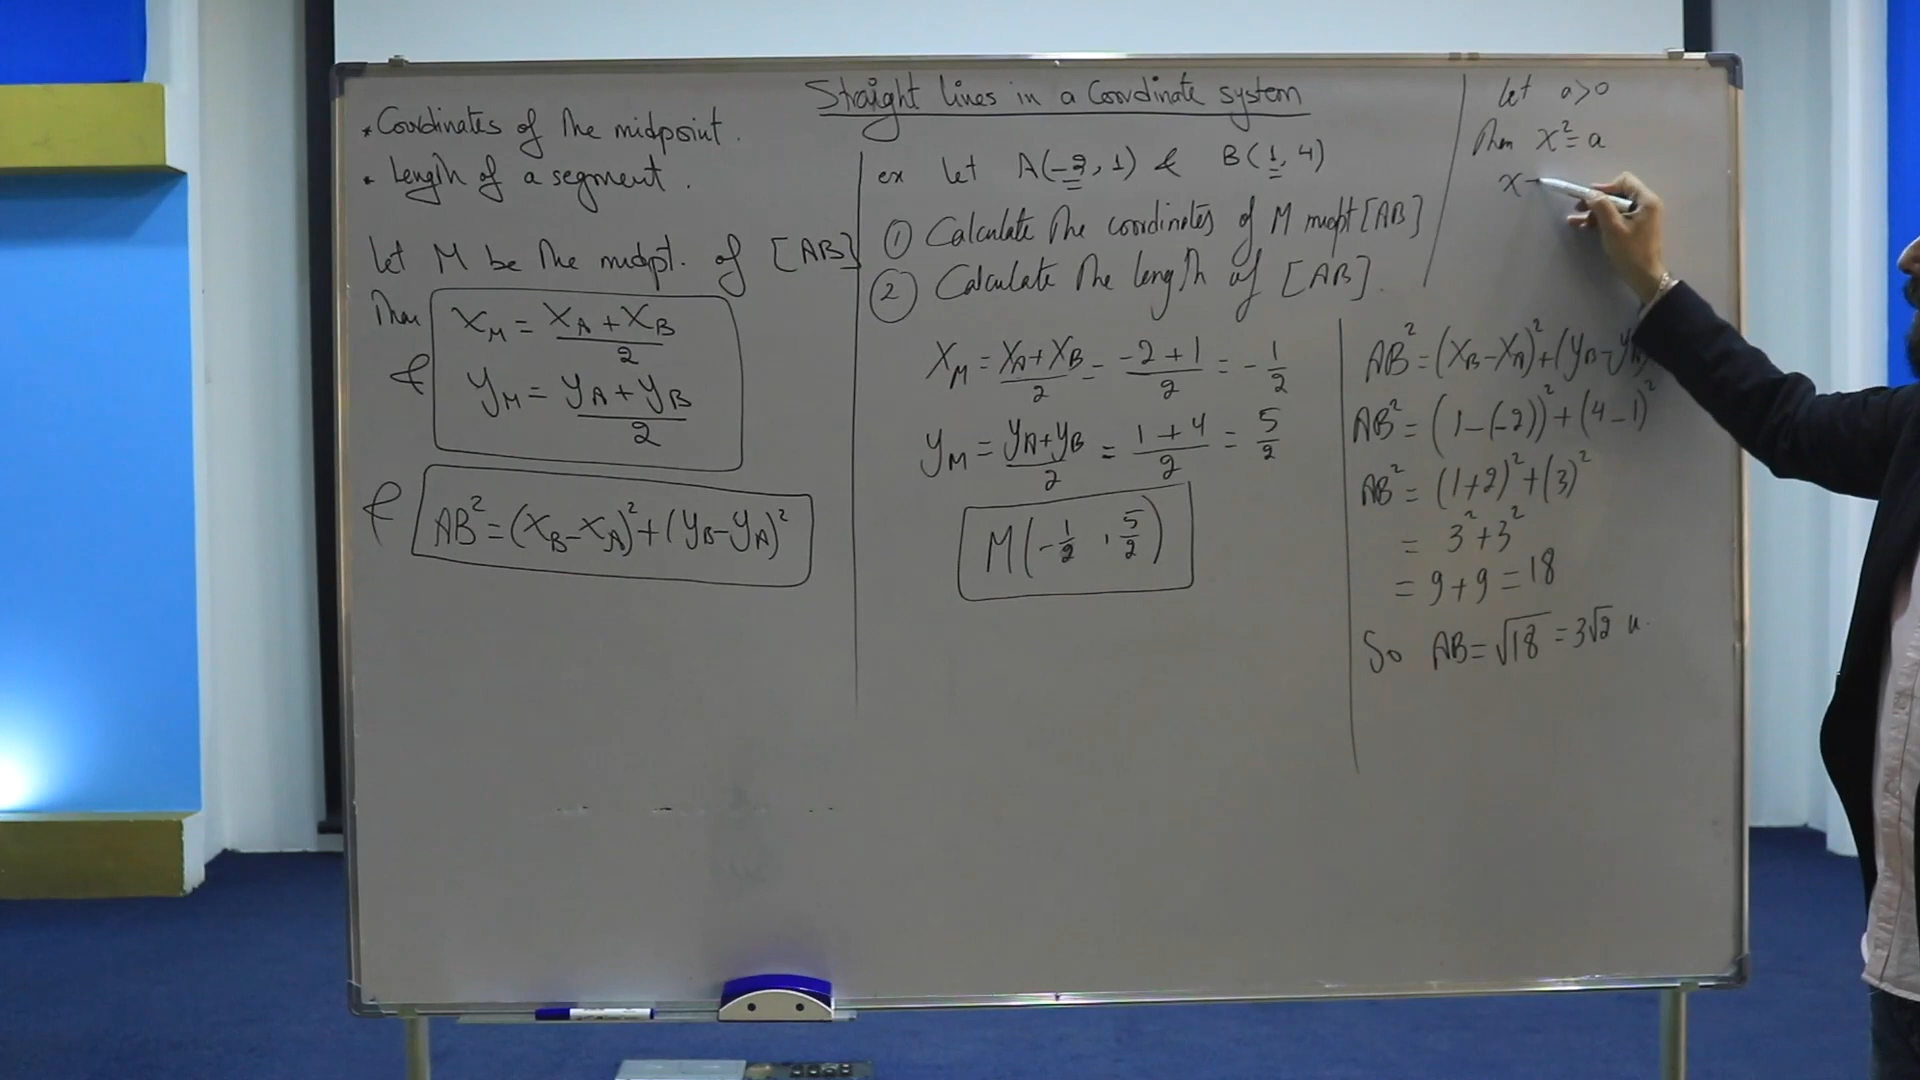 Straight lines in a Coordinate system
* Coordinates of the midpoint.
* Length of a segment.
let M be the midpt. of [AB]
Then x_M = (x_A + x_B)/2
& y_M = (y_A + y_B)/2
& AB² = (x_B - x_A)² + (y_B - y_A)²
ex let A(-2, 1) & B(1, 4)
① Calculate the coordinates of M midpt [AB]
② Calculate the length of [AB].
x_M = (x_A + x_B)/2 = (-2 + 1)/2 = -1/2
y_M = (y_A + y_B)/2 = (1 + 4)/2 = 5/2
M(-1/2 , 5/2)
let a>0
Then x² = a
x
AB² = (x_B - x_A)² + (y_B - y
AB² = (1 - (-2))² + (4 - 1)²
AB² = (1+2)² + (3)²
= 3² + 3²
= 9 + 9 = 18
So AB = √18 = 3√2 u.